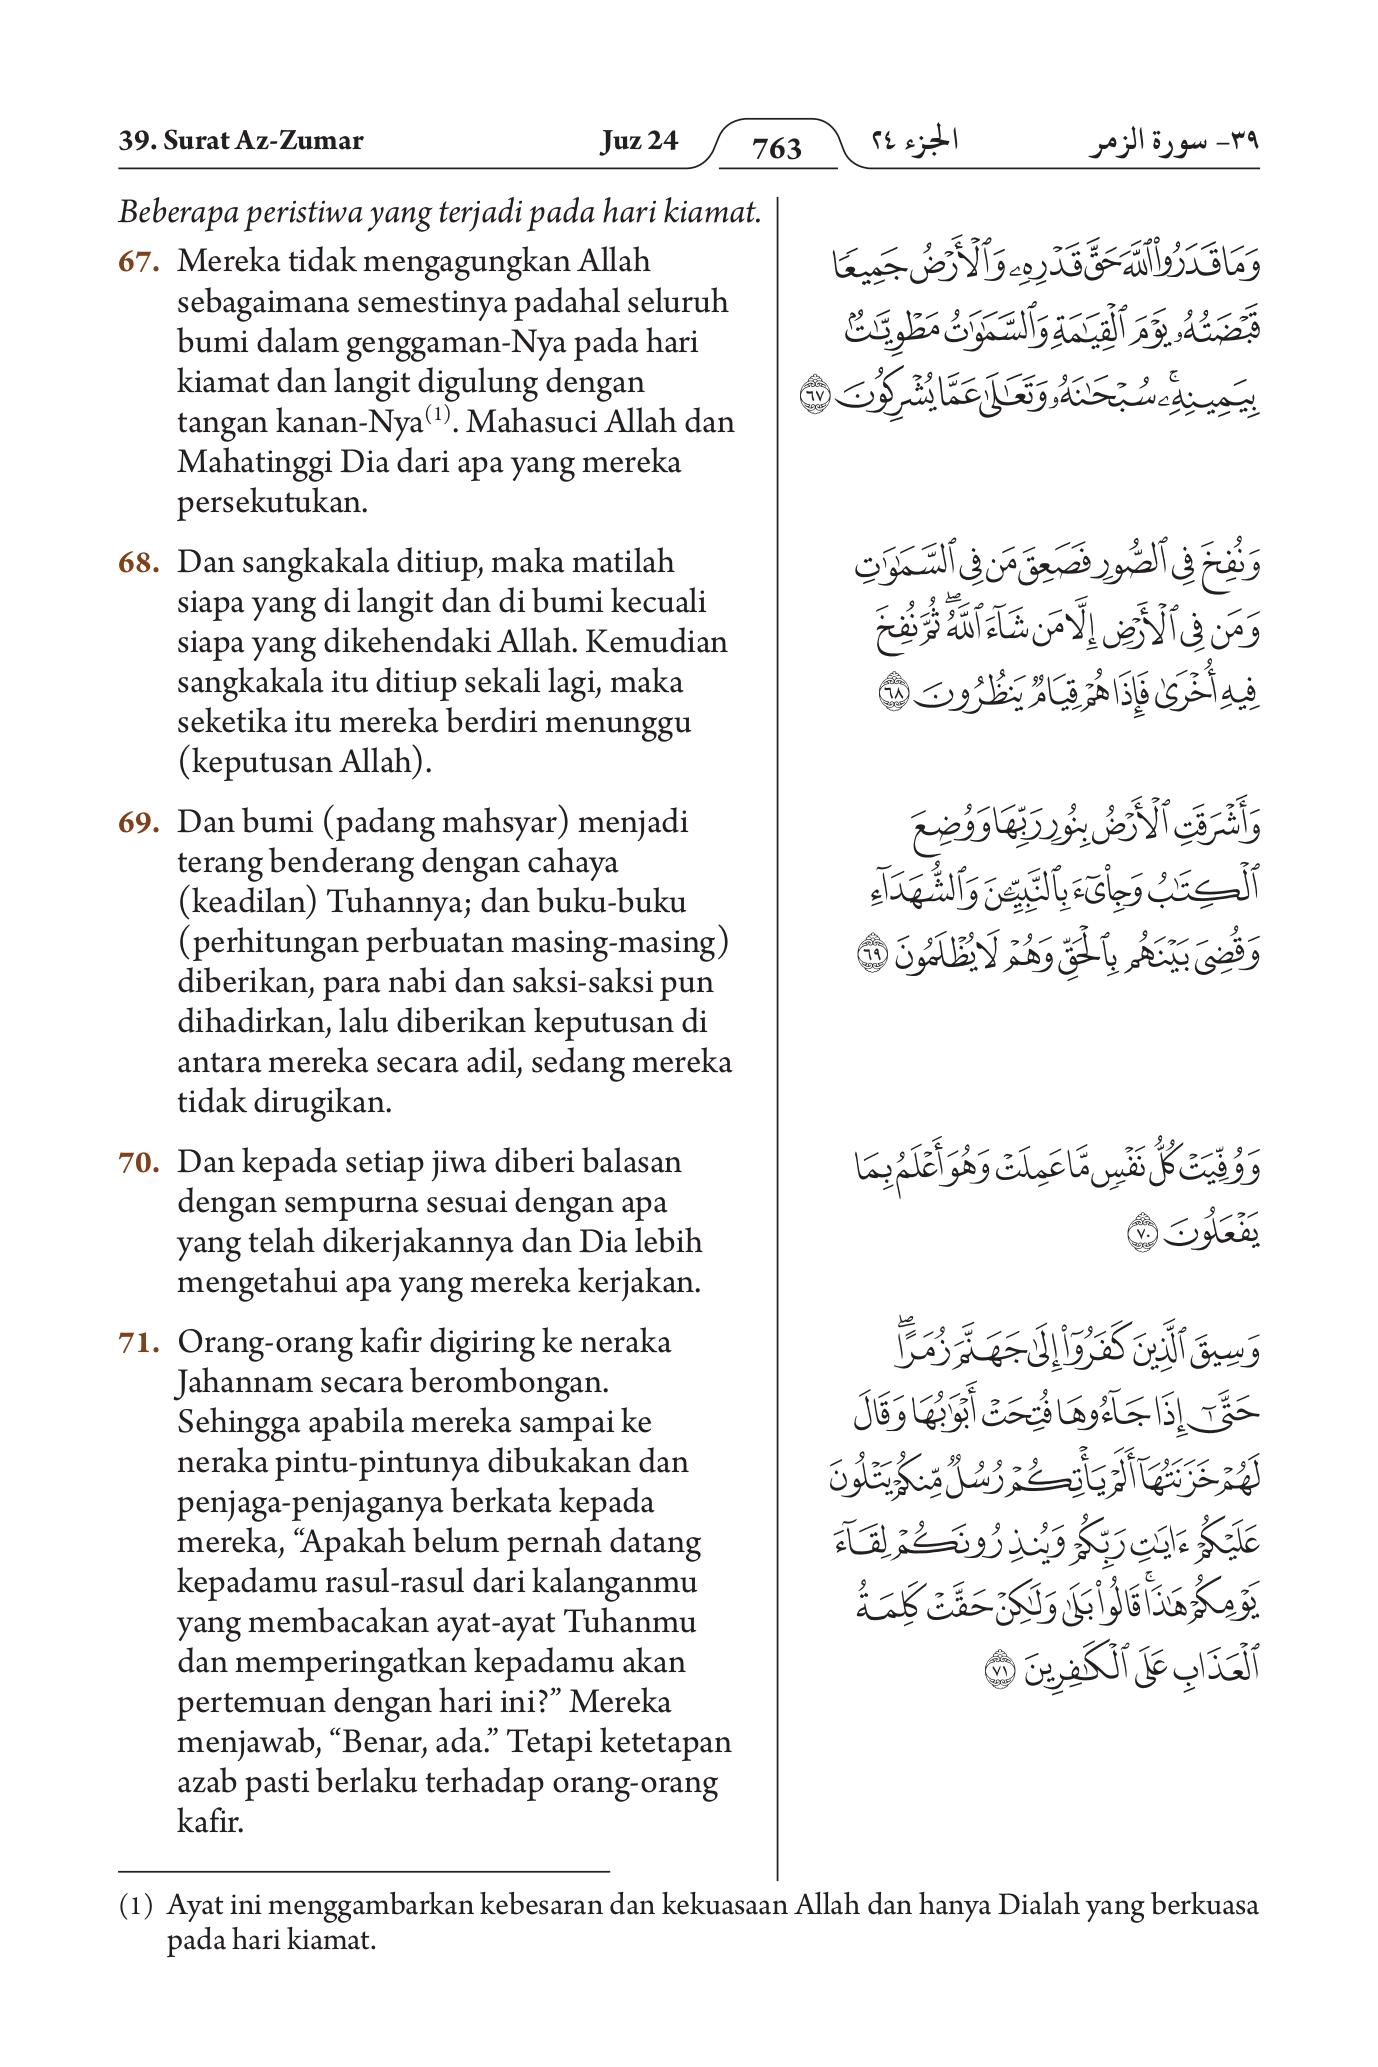 39. Surat Az-Zumar
Juz 24
763
الجزء ٢٤
٣٩- سورة الزمر
Beberapa peristiwa yang terjadi pada hari kiamat.
67. Mereka tidak mengagungkan Allah
sebagaimana semestinya padahal seluruh
bumi dalam genggaman-Nya pada hari
kiamat dan langit digulung dengan
tangan kanan-Nya(1). Mahasuci Allah dan
Mahatinggi Dia dari apa yang mereka
persekutukan.
وَمَا قَدَرُوا۟ ٱللَّهَ حَقَّ قَدْرِهِۦ وَٱلْأَرْضُ جَمِيعًا
قَبْضَتُهُۥ يَوْمَ ٱلْقِيَٰمَةِ وَٱلسَّمَٰوَٰتُ مَطْوِيَّٰتٌۢ
بِيَمِينِهِۦۚ سُبْحَٰنَهُۥ وَتَعَٰلَىٰ عَمَّا يُشْرِكُونَ ٦٧
68. Dan sangkakala ditiup, maka matilah
siapa yang di langit dan di bumi kecuali
siapa yang dikehendaki Allah. Kemudian
sangkakala itu ditiup sekali lagi, maka
seketika itu mereka berdiri menunggu
(keputusan Allah).
وَنُفِخَ فِى ٱلصُّورِ فَصَعِقَ مَن فِى ٱلسَّمَٰوَٰتِ
وَمَن فِى ٱلْأَرْضِ إِلَّا مَن شَآءَ ٱللَّهُۖ ثُمَّ نُفِخَ
فِيهِ أُخْرَىٰ فَإِذَا هُمْ قِيَامٌ يَنظُرُونَ ٦٨
69. Dan bumi (padang mahsyar) menjadi
terang benderang dengan cahaya
(keadilan) Tuhannya; dan buku-buku
(perhitungan perbuatan masing-masing)
diberikan, para nabi dan saksi-saksi pun
dihadirkan, lalu diberikan keputusan di
antara mereka secara adil, sedang mereka
tidak dirugikan.
وَأَشْرَقَتِ ٱلْأَرْضُ بِنُورِ رَبِّهَا وَوُضِعَ
ٱلْكِتَٰبُ وَجِا۟ىٓءَ بِٱلنَّبِيِّۦنَ وَٱلشُّهَدَآءِ
وَقُضِىَ بَيْنَهُم بِٱلْحَقِّ وَهُمْ لَا يُظْلَمُونَ ٦٩
70. Dan kepada setiap jiwa diberi balasan
dengan sempurna sesuai dengan apa
yang telah dikerjakannya dan Dia lebih
mengetahui apa yang mereka kerjakan.
وَوُفِّيَتْ كُلُّ نَفْسٍ مَّا عَمِلَتْ وَهُوَ أَعْلَمُ بِمَا
يَفْعَلُونَ ٧٠
71. Orang-orang kafir digiring ke neraka
Jahannam secara berombongan.
Sehingga apabila mereka sampai ke
neraka pintu-pintunya dibukakan dan
penjaga-penjaganya berkata kepada
mereka, “Apakah belum pernah datang
kepadamu rasul-rasul dari kalanganmu
yang membacakan ayat-ayat Tuhanmu
dan memperingatkan kepadamu akan
pertemuan dengan hari ini?” Mereka
menjawab, “Benar, ada.” Tetapi ketetapan
azab pasti berlaku terhadap orang-orang
kafir.
وَسِيقَ ٱلَّذِينَ كَفَرُوٓا۟ إِلَىٰ جَهَنَّمَ زُمَرًاۖ
حَتَّىٰٓ إِذَا جَآءُوهَا فُتِحَتْ أَبْوَٰبُهَا وَقَالَ
لَهُمْ خَزَنَتُهَآ أَلَمْ يَأْتِكُمْ رُسُلٌ مِّنكُمْ يَتْلُونَ
عَلَيْكُمْ ءَايَٰتِ رَبِّكُمْ وَيُنذِرُونَكُمْ لِقَآءَ
يَوْمِكُمْ هَٰذَاۚ قَالُوا۟ بَلَىٰ وَلَٰكِنْ حَقَّتْ كَلِمَةُ
ٱلْعَذَابِ عَلَى ٱلْكَٰفِرِينَ ٧١
(1) Ayat ini menggambarkan kebesaran dan kekuasaan Allah dan hanya Dialah yang berkuasa
pada hari kiamat.